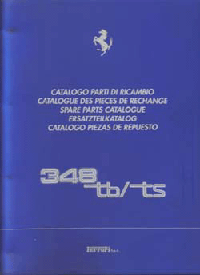 CATALOGO PARTI DI RICAMBIO
CATALOGUE DES PIECES DE RECHANGE
SPARE PARTS CATALOGUE
ERSATZTEILKATALOG
CATALOGO PIEZAS DE REPUESTO
348
tb/ts